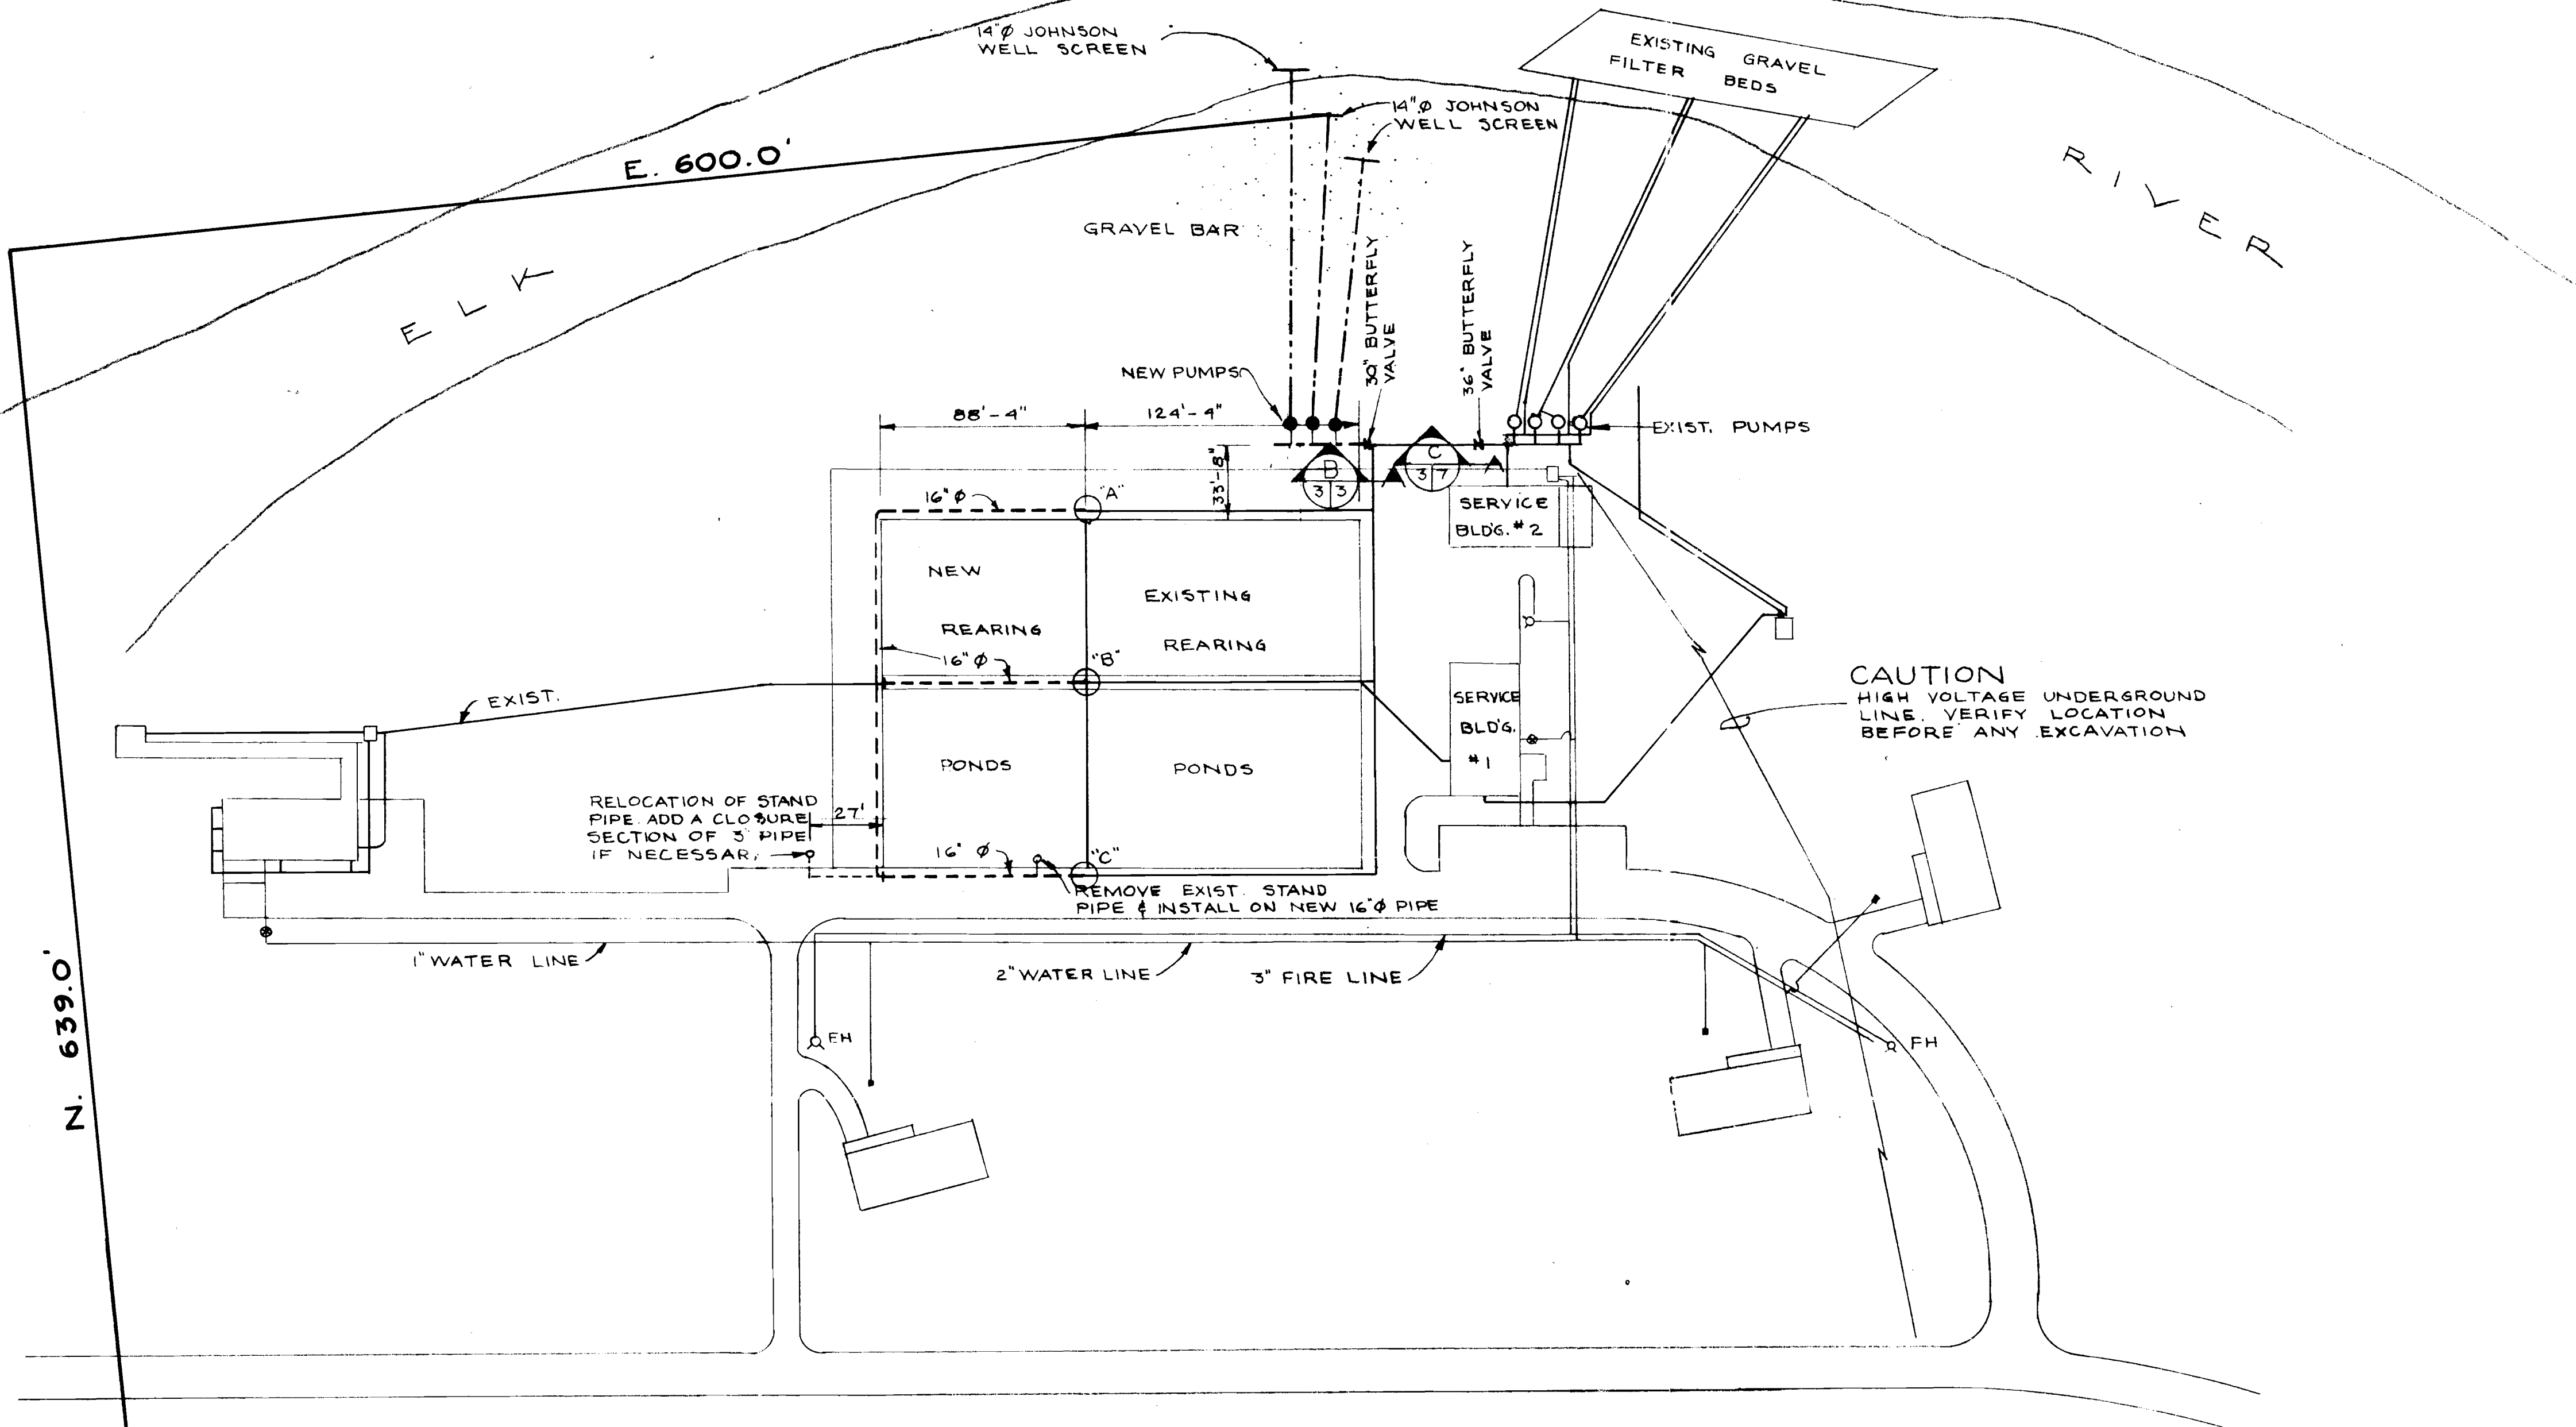 14"Ø JOHNSON
WELL SCREEN
EXISTING GRAVEL
FILTER BEDS
14"Ø JOHNSON
WELL SCREEN
E. 600.0'
RIVER
GRAVEL BAR
ELK
30" BUTTERFLY
VALVE
36" BUTTERFLY
VALVE
NEW PUMPS
88'-4"
124'-4"
EXIST. PUMPS
33'-8"
B
3 3
C
3 7
16"Ø
"A"
SERVICE
BLDG. #2
NEW
REARING
PONDS
EXISTING
REARING
PONDS
16"Ø
"B"
EXIST.
SERVICE
BLDG.
#1
CAUTION
HIGH VOLTAGE UNDERGROUND
LINE. VERIFY LOCATION
BEFORE ANY EXCAVATION
RELOCATION OF STAND
PIPE. ADD A CLOSURE
SECTION OF 3" PIPE
IF NECESSAR
27'
16" Ø
"C"
REMOVE EXIST. STAND
PIPE & INSTALL ON NEW 16"Ø PIPE
1" WATER LINE
2" WATER LINE
3" FIRE LINE
N. 639.0'
FH
FH